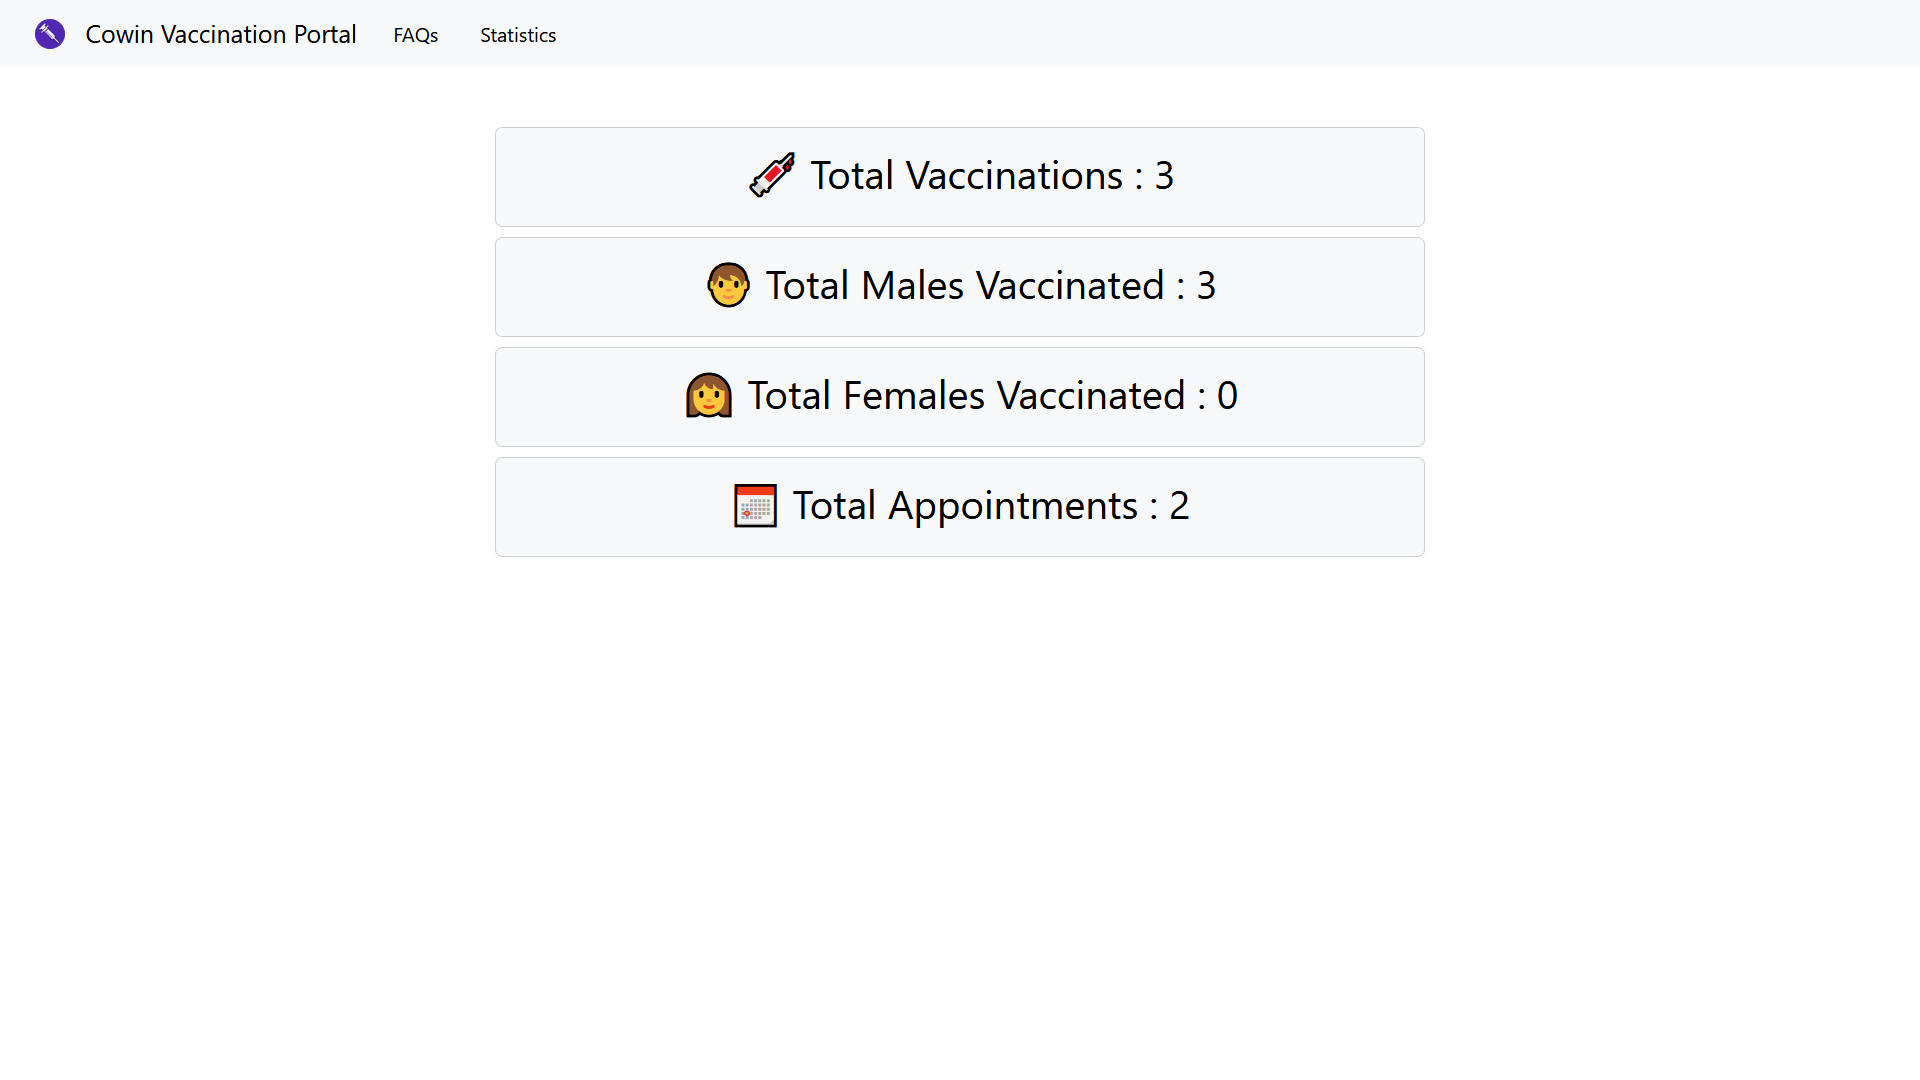 Cowin Vaccination Portal FAQs Statistics
Total Vaccinations : 3
Total Males Vaccinated : 3
Total Females Vaccinated : 0
Total Appointments : 2